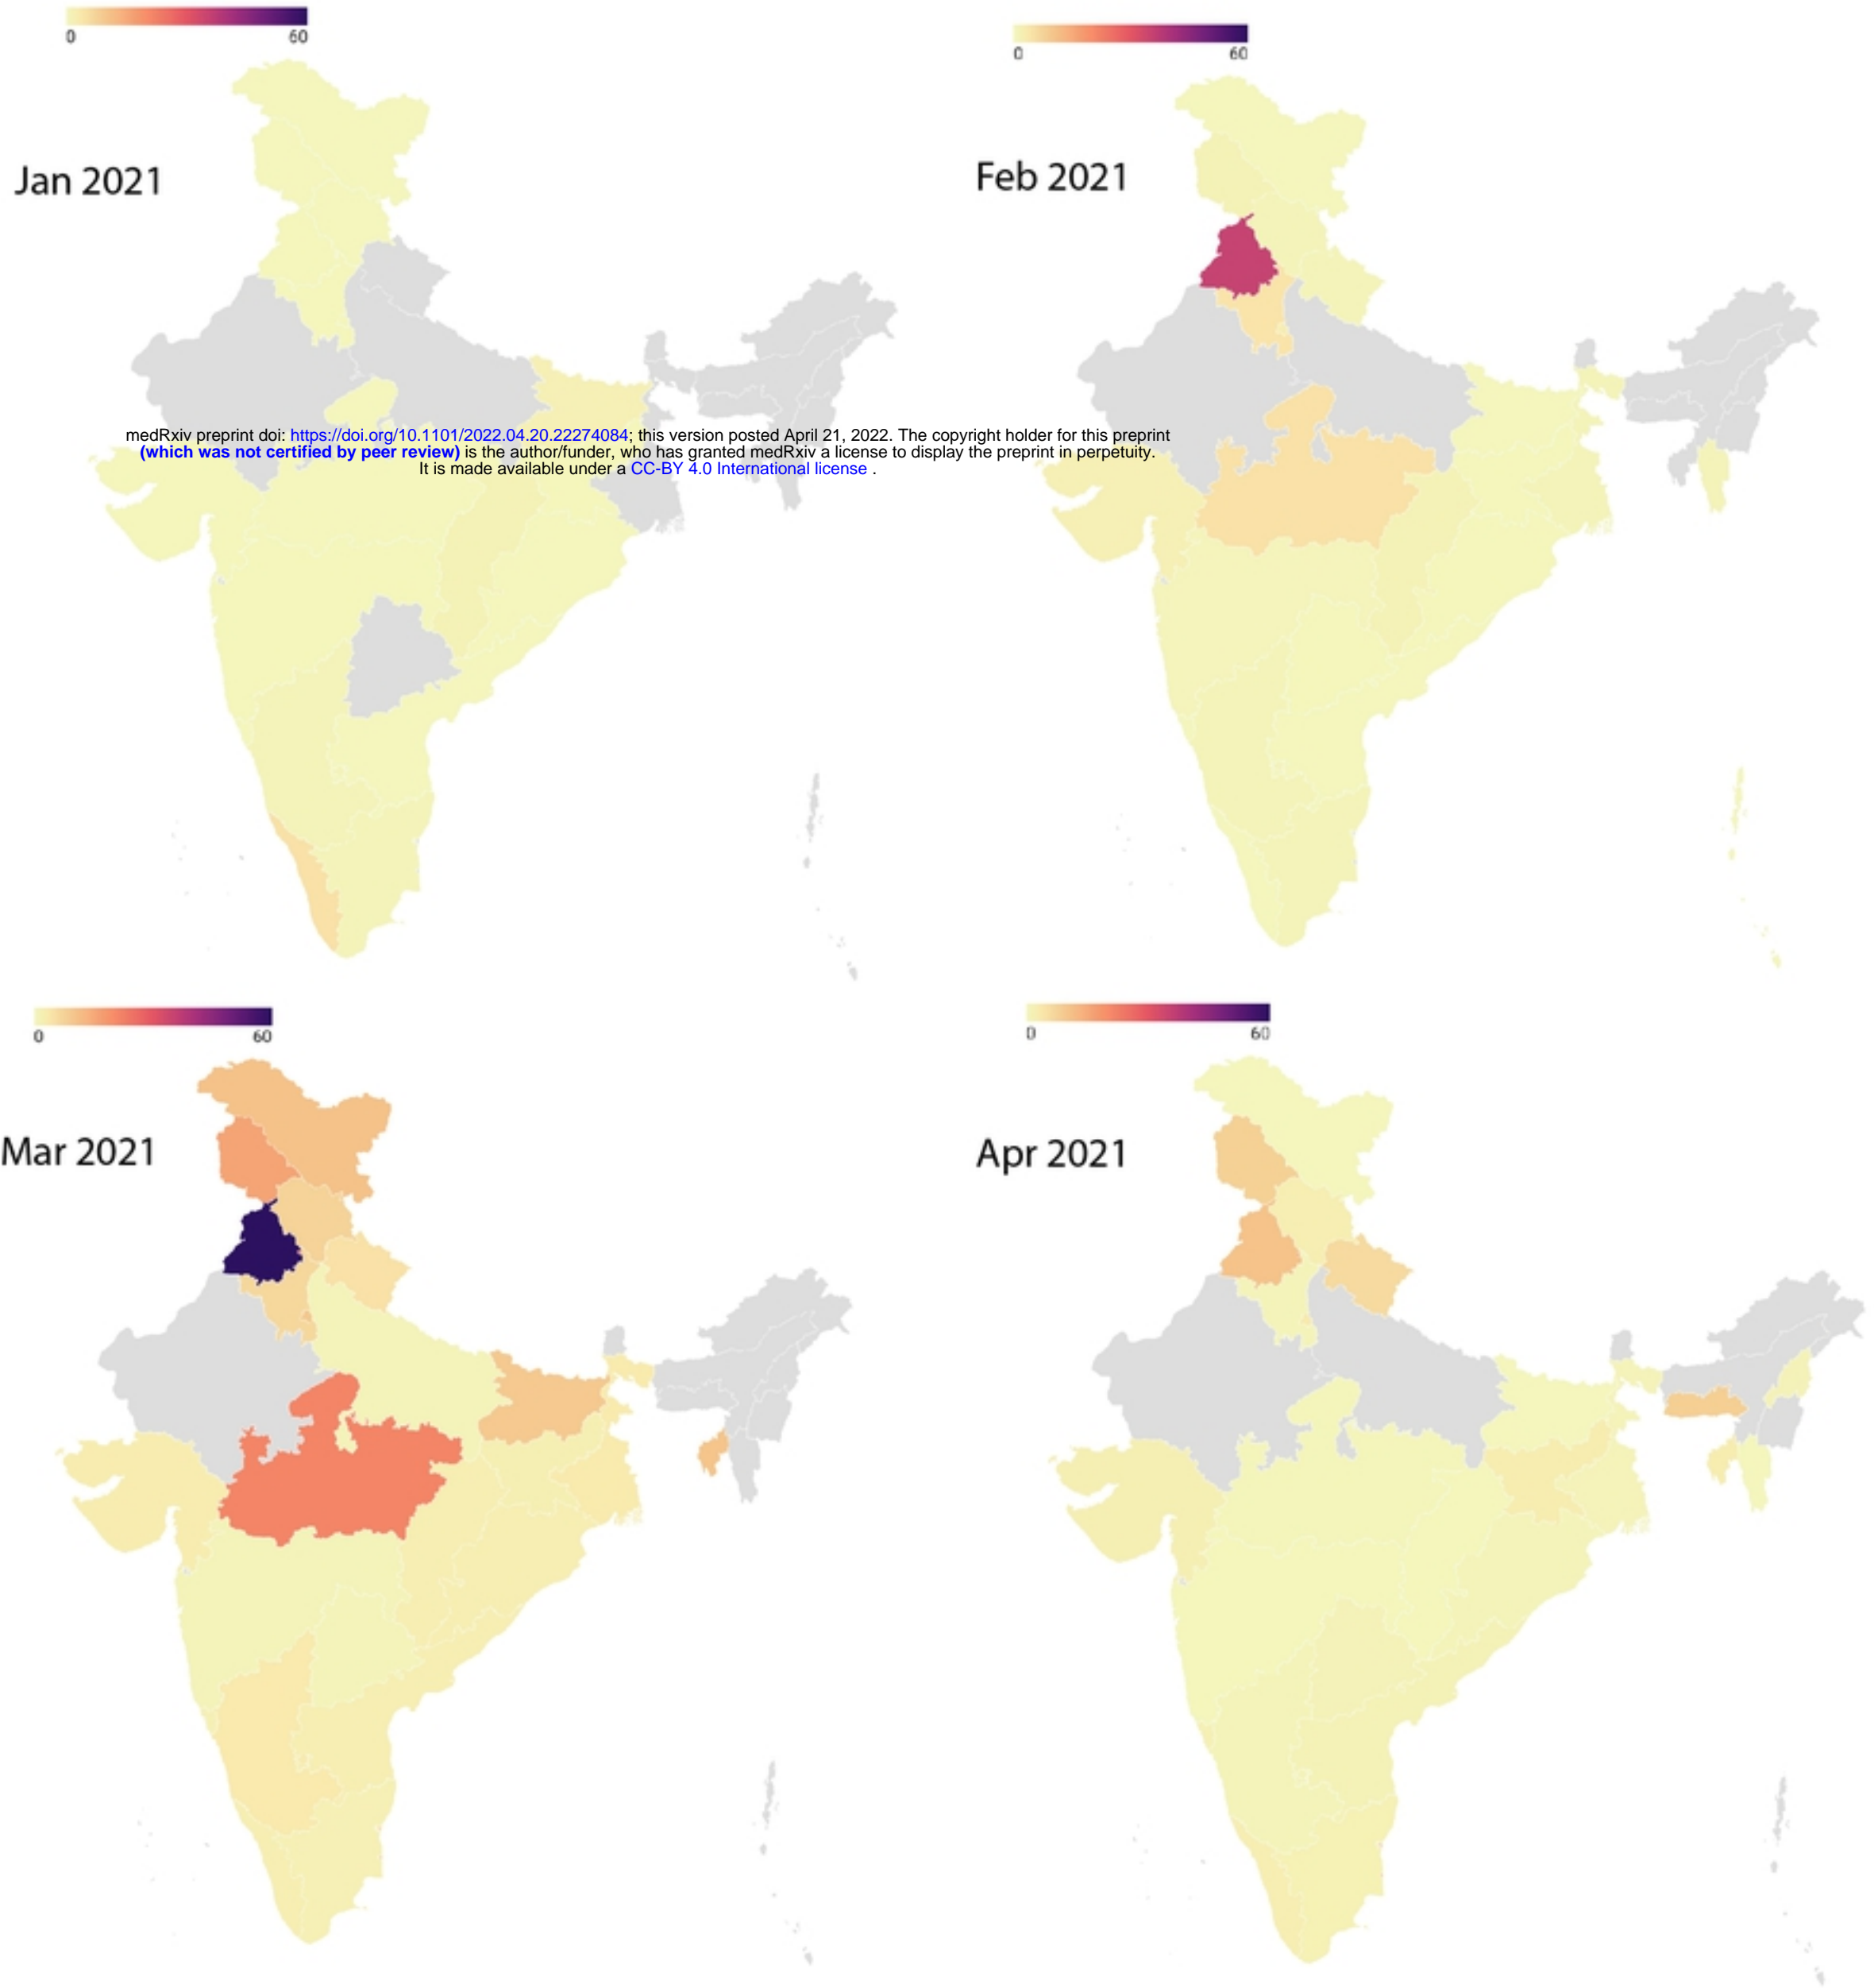 0 60
0 60
Jan 2021
Feb 2021
medRxiv preprint doi: https://doi.org/10.1101/2022.04.20.22274084; this version posted April 21, 2022. The copyright holder for this preprint
(which was not certified by peer review) is the author/funder, who has granted medRxiv a license to display the preprint in perpetuity.
It is made available under a CC-BY 4.0 International license .
0 60
0 60
Mar 2021
Apr 2021